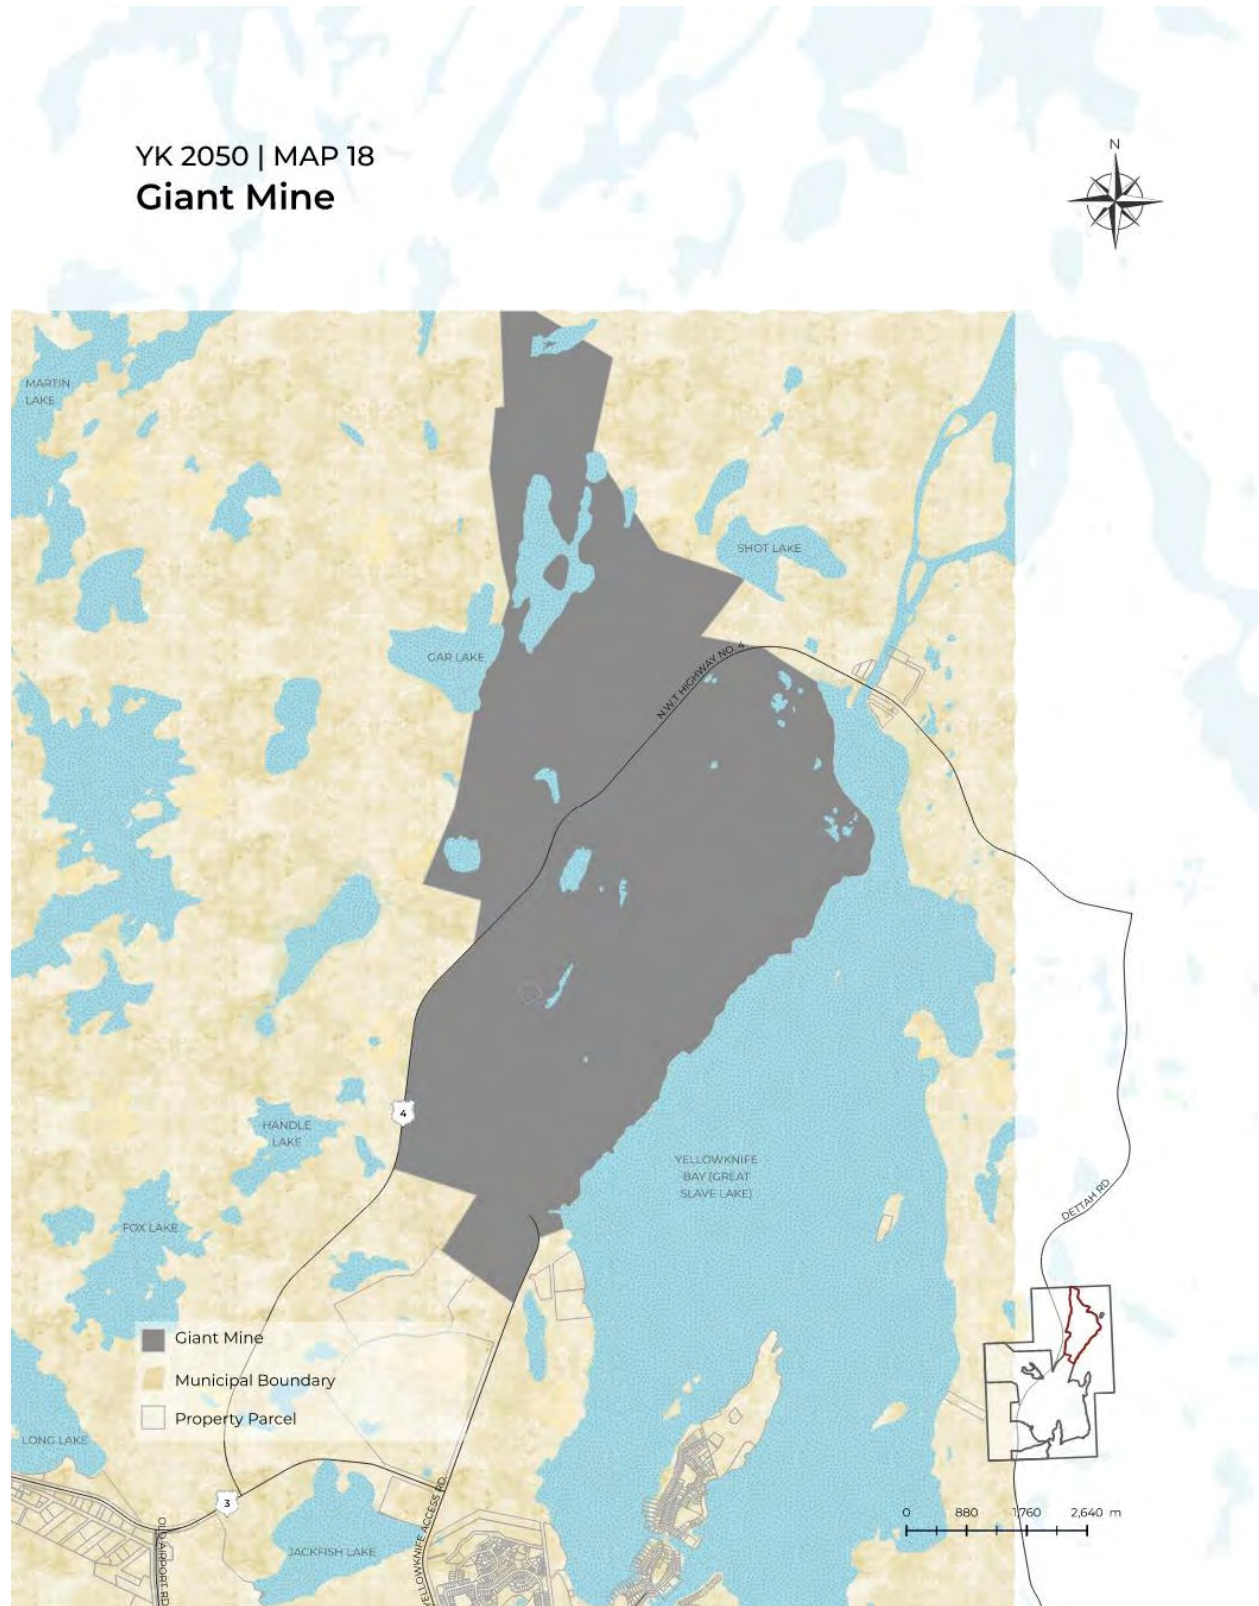 YK 2050 | MAP 18
Giant Mine
N
MARTIN
LAKE
SHOT LAKE
GAR LAKE
N.W.T HIGHWAY NO. 4
4
HANDLE
LAKE
YELLOWKNIFE
BAY (GREAT
SLAVE LAKE)
DETTAH RD
FOX LAKE
Giant Mine
Municipal Boundary
Property Parcel
LONG LAKE
3
OLD AIRPORT RD
JACKFISH LAKE
YELLOWKNIFE ACCESS RD
0 880 1,760 2,640 m